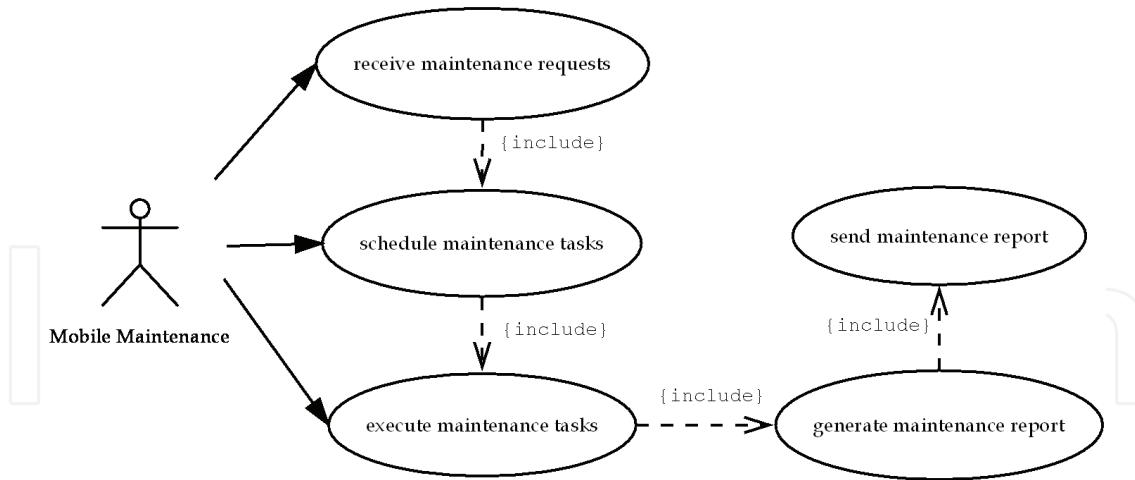 receive maintenance requests
{include}
schedule maintenance tasks
send maintenance report
Mobile Maintenance
{include}
{include}
execute maintenance tasks
{include}
generate maintenance report